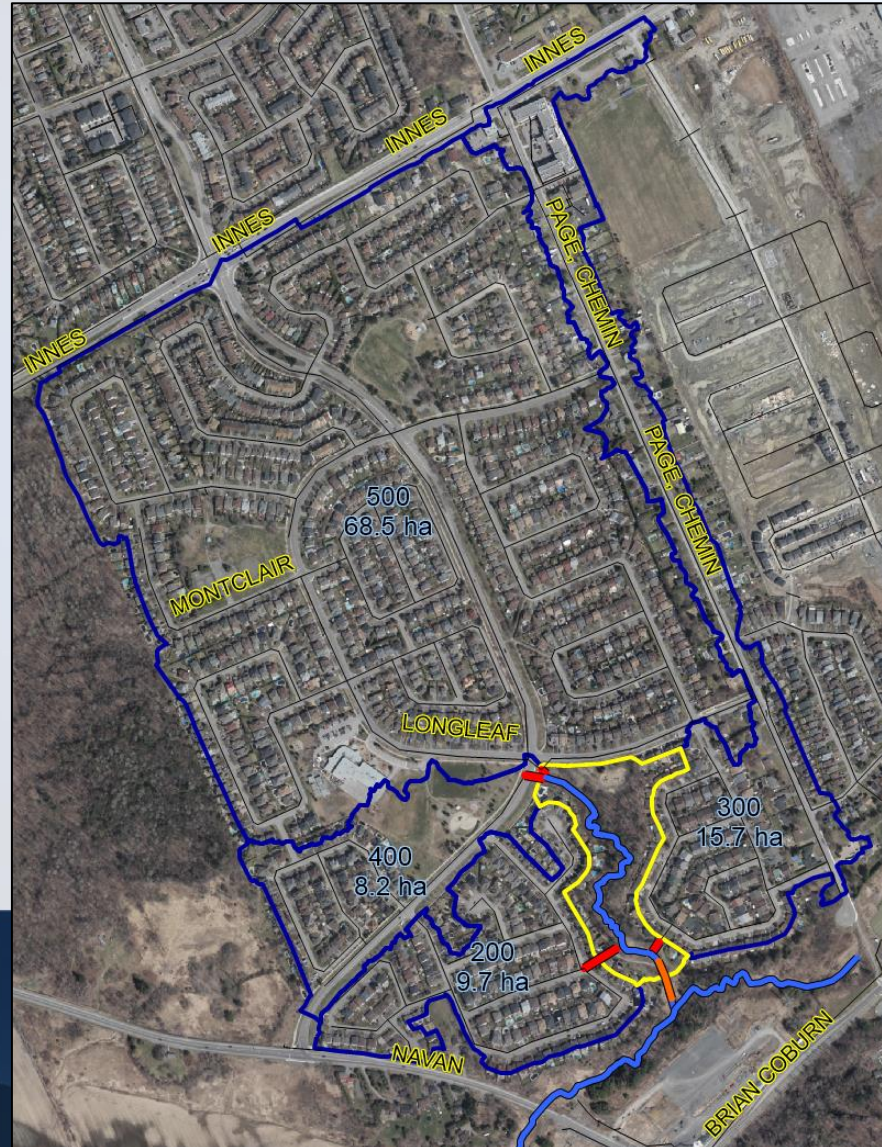 INNES
INNES
INNES
INNES
PAGE, CHEMIN
PAGE, CHEMIN
500
68.5 ha
MONTCLAIR
LONGLEAF
300
15.7 ha
400
8.2 ha
200
9.7 ha
NAVAN
BRIAN COBURN